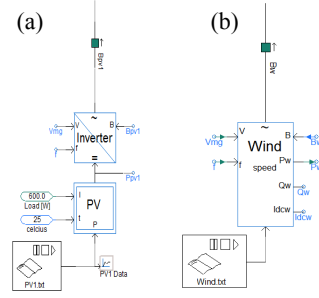 (a)
Bpv1
~
Vmg
V
B
Bpv1
Inverter
f
f
=
Ppv1
600.0
I
Load [W]
PV
25
t
celcius
P
PV1.txt
PV1 Data
(b)
Bw
~
Vmg
V
B
B
Wind
Pw
P
f
f
speed
Qw
Qw
Idcw
Idcw
Wind.txt